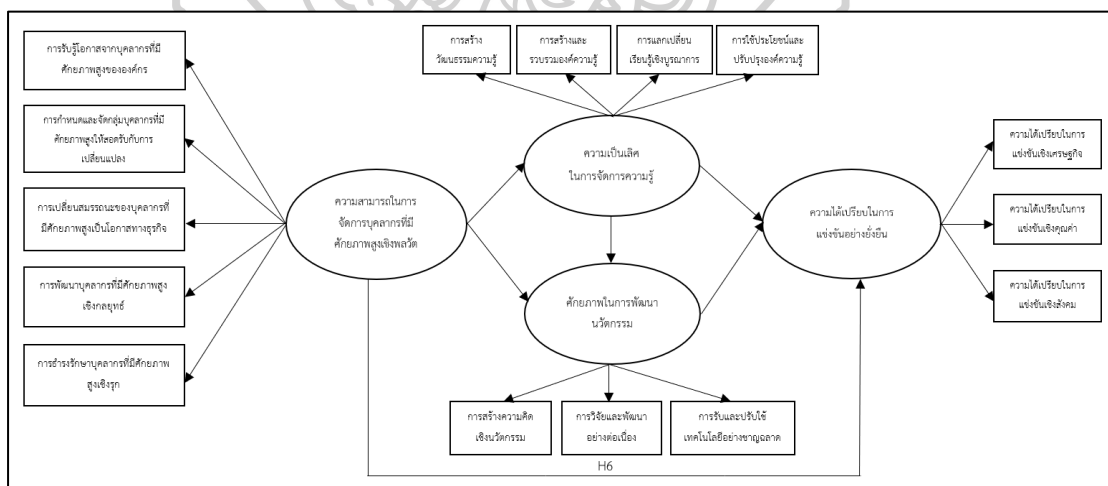 การรับรู้โอกาสจากบุคลากรที่มี
ศักยภาพสูงขององค์กร
การกำหนดและจัดกลุ่มบุคลากรที่มี
ศักยภาพสูงให้สอดรับกับการ
เปลี่ยนแปลง
การเปลี่ยนสมรรถนะของบุคลากรที่
มีศักยภาพสูงเป็นโอกาสทางธุรกิจ
การพัฒนาบุคลากรที่มีศักยภาพสูง
เชิงกลยุทธ์
การธำรงรักษาบุคลากรที่มีศักยภาพ
สูงเชิงรุก
ความสามารถในการ
จัดการบุคลากรที่มี
ศักยภาพสูงเชิงพลวัต
การสร้าง
วัฒนธรรมความรู้
การสร้างและ
รวบรวมองค์ความรู้
การแลกเปลี่ยน
เรียนรู้เชิงบูรณาการ
การใช้ประโยชน์และ
ปรับปรุงองค์ความรู้
ความเป็นเลิศ
ในการจัดการความรู้
ศักยภาพในการพัฒนา
นวัตกรรม
การสร้างความคิด
เชิงนวัตกรรม
การวิจัยและพัฒนา
อย่างต่อเนื่อง
การรับและปรับใช้
เทคโนโลยีอย่างชาญฉลาด
H6
ความได้เปรียบในการ
แข่งขันอย่างยั่งยืน
ความได้เปรียบในการ
แข่งขันเชิงเศรษฐกิจ
ความได้เปรียบในการ
แข่งขันเชิงคุณค่า
ความได้เปรียบในการ
แข่งขันเชิงสังคม